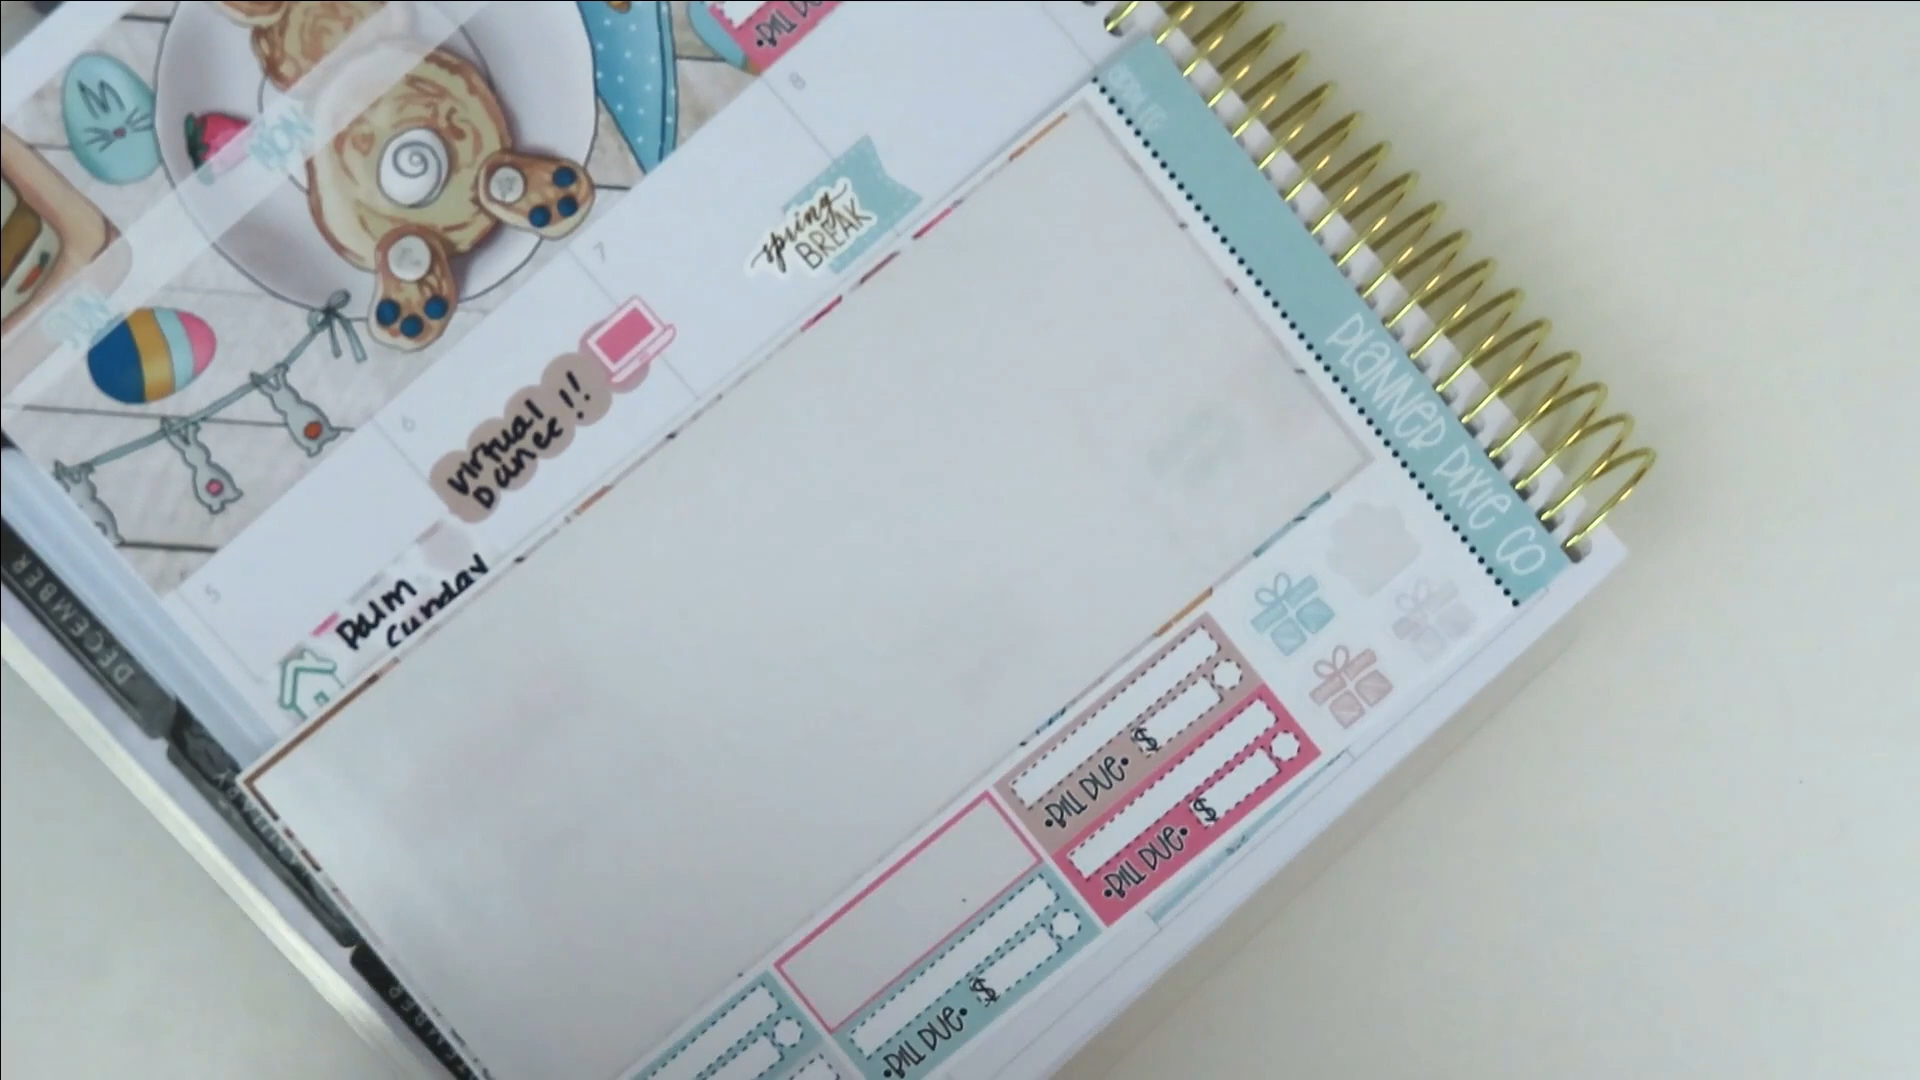 M
MON
SUN
8
7
6
5
spring
BREAK
Virtual
Dance!!
Palm
Sunday
PLANNER PIXIE CO
•BILL DUE• $
•BILL DUE• $
•BILL DUE• $
DECEMBER